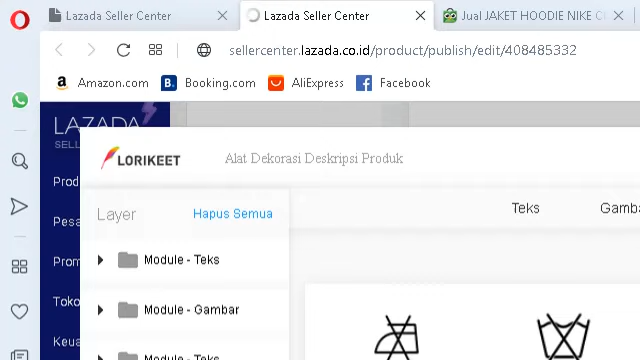 Lazada Seller Center
Lazada Seller Center
Jual JAKET HOODIE NIKE
sellercenter.lazada.co.id/product/publish/edit/408485332
Amazon.com
Booking.com
AliExpress
Facebook
LAZADA
SELL
LORIKEET
Alat Dekorasi Deskripsi Produk
Prod
Layer
Hapus Semua
Teks
Gamba
Pesa
Module - Teks
Prom
Toko
Module - Gambar
Keua
Module - Teks